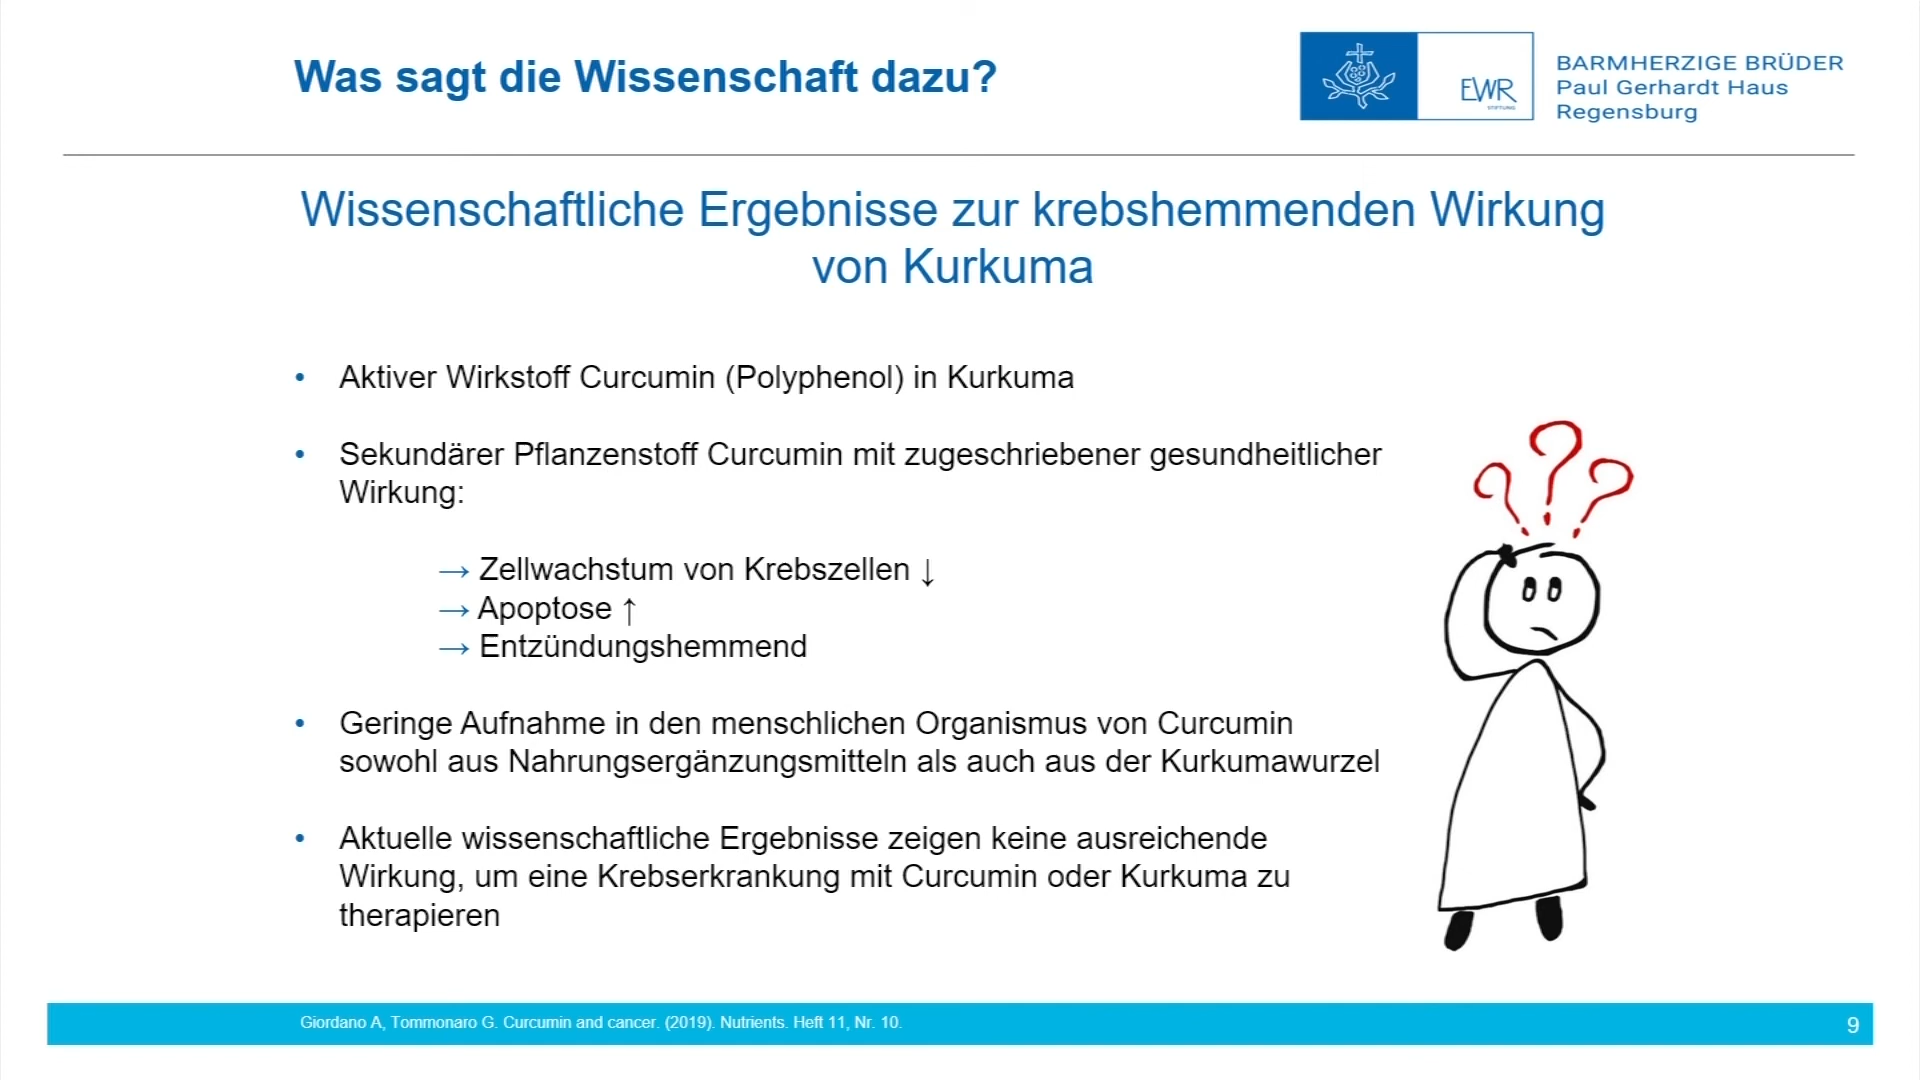 Was sagt die Wissenschaft dazu?
EWR
STIFTUNG
BARMHERZIGE BRÜDER
Paul Gerhardt Haus
Regensburg
Wissenschaftliche Ergebnisse zur krebshemmenden Wirkung
von Kurkuma
• Aktiver Wirkstoff Curcumin (Polyphenol) in Kurkuma
• Sekundärer Pflanzenstoff Curcumin mit zugeschriebener gesundheitlicher
Wirkung:
→ Zellwachstum von Krebszellen ↓
→ Apoptose ↑
→ Entzündungshemmend
• Geringe Aufnahme in den menschlichen Organismus von Curcumin
sowohl aus Nahrungsergänzungsmitteln als auch aus der Kurkumawurzel
• Aktuelle wissenschaftliche Ergebnisse zeigen keine ausreichende
Wirkung, um eine Krebserkrankung mit Curcumin oder Kurkuma zu
therapieren
? ? ?
Giordano A, Tommonaro G. Curcumin and cancer. (2019). Nutrients. Heft 11, Nr. 10.
9